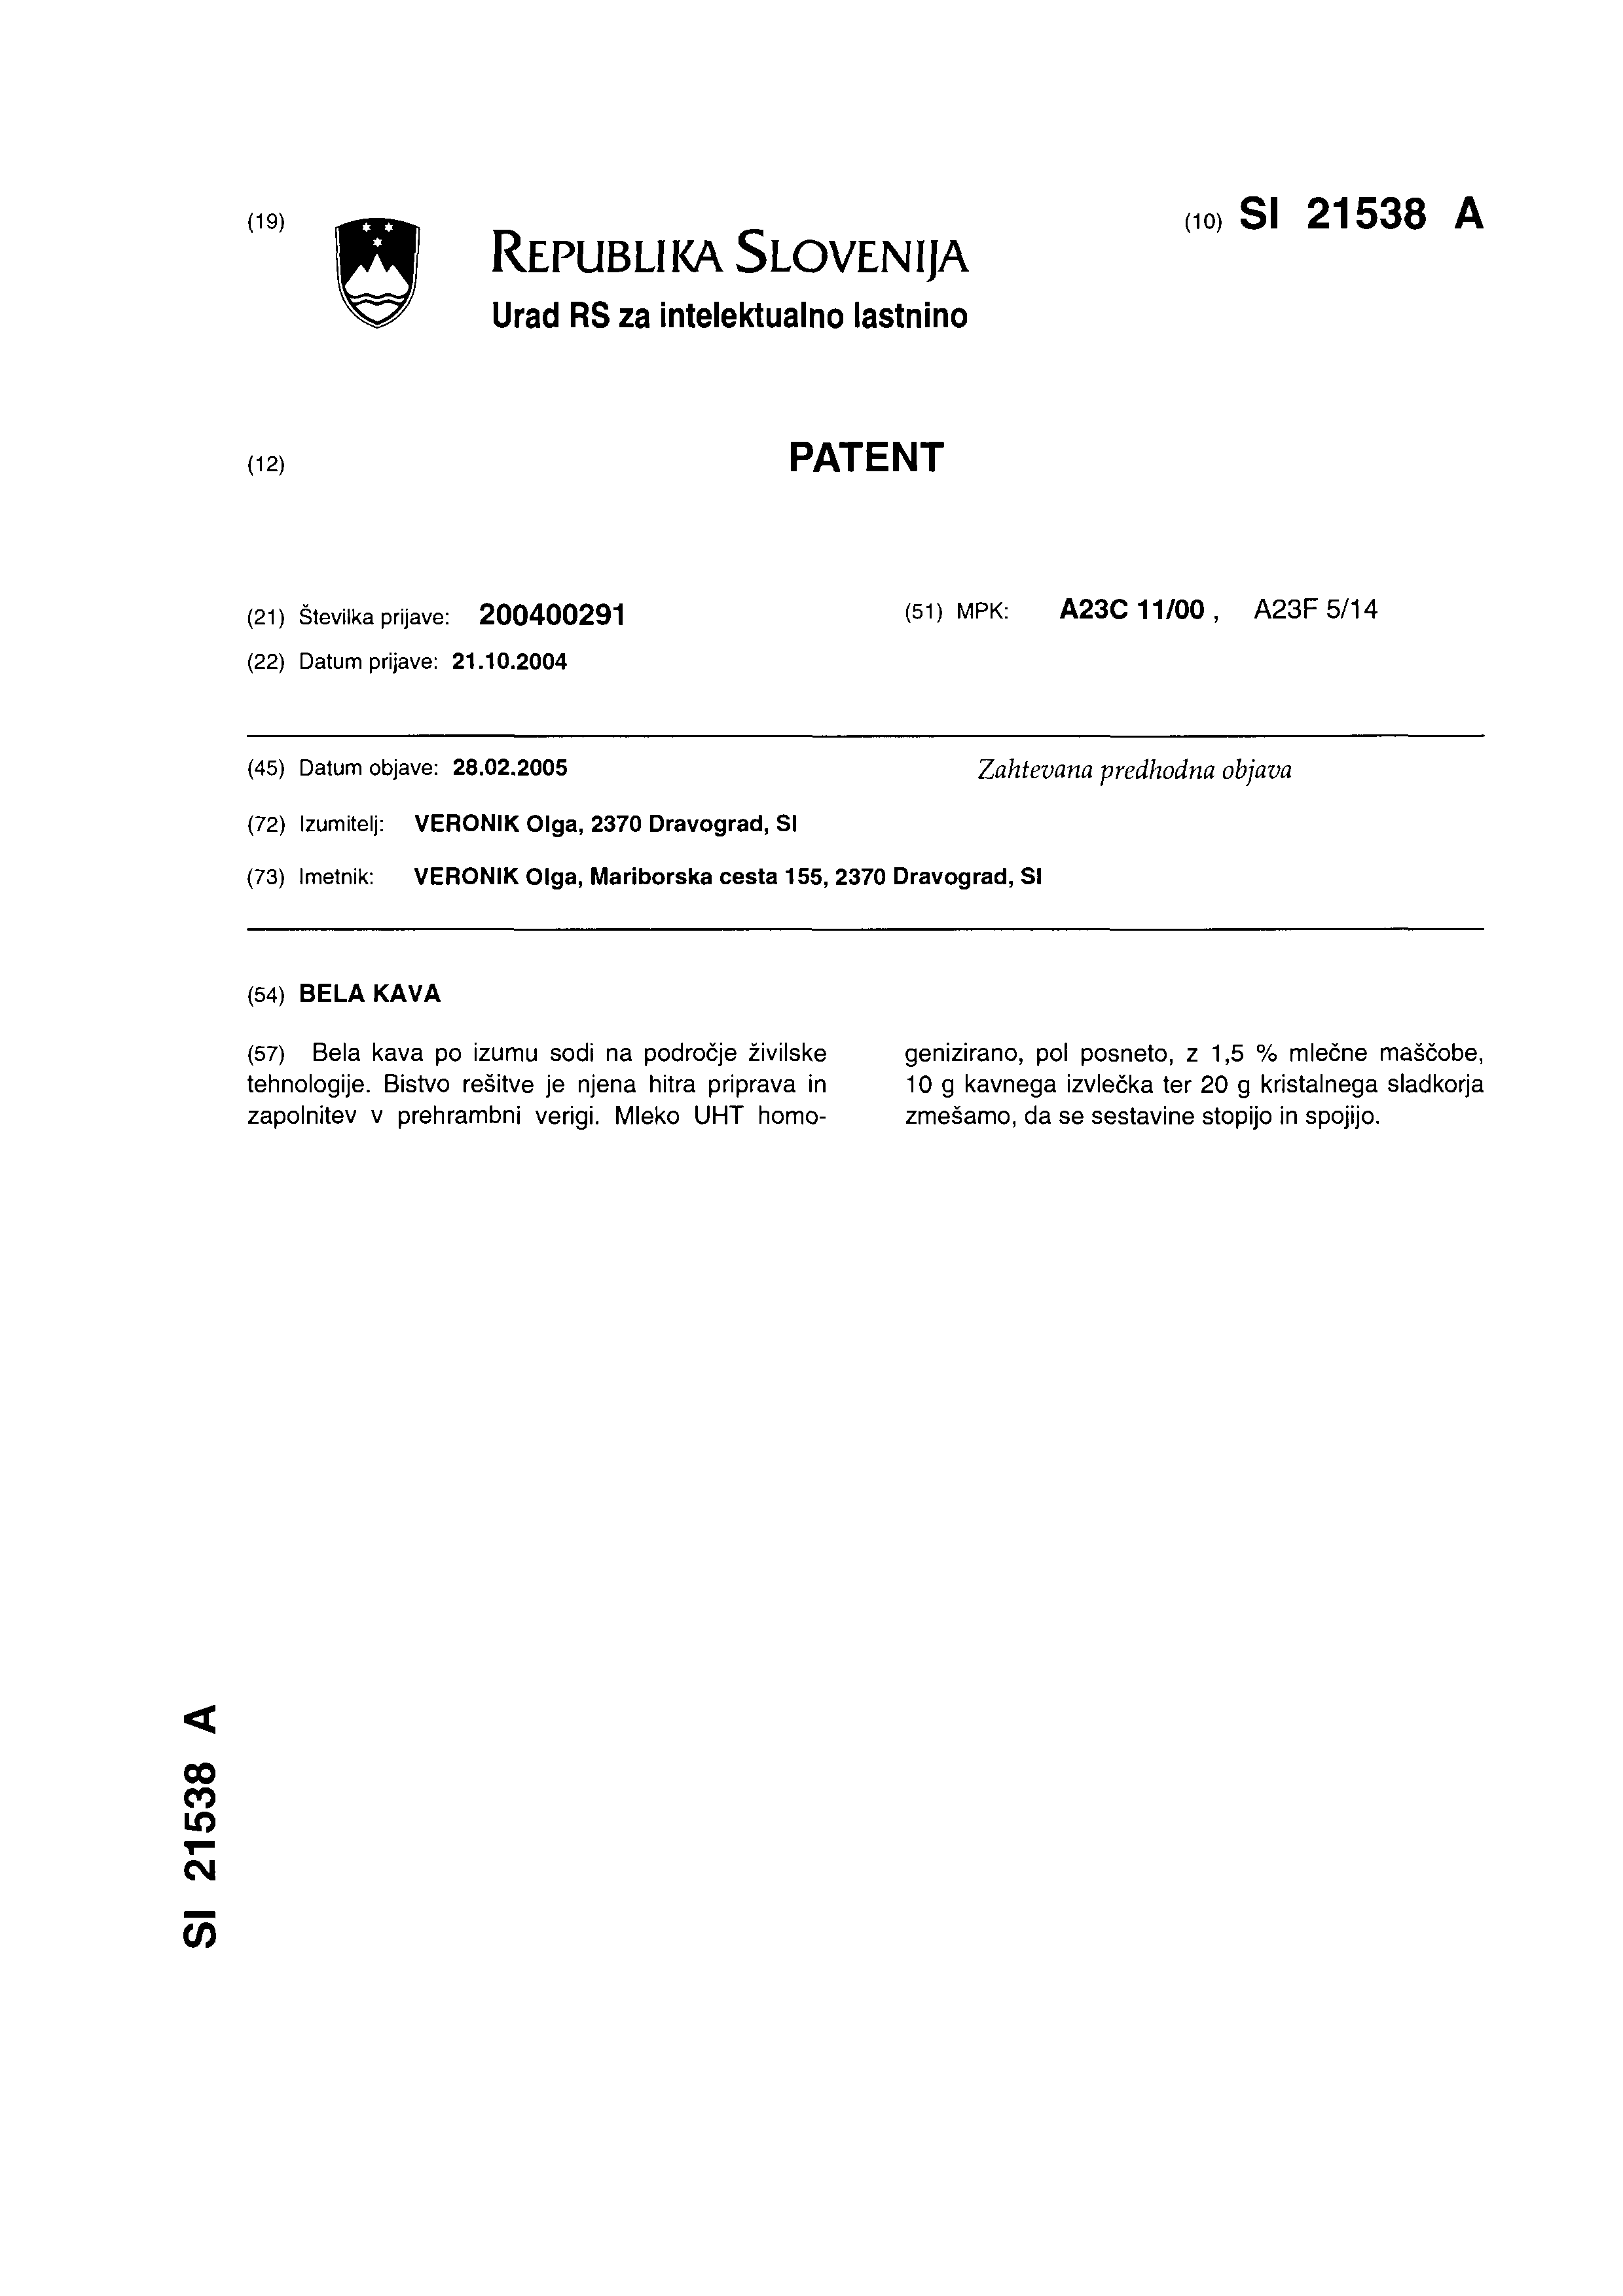 (19)
REPUBLIKA SLOVENIJA
Urad RS za intelektualno lastnino
(10) SI 21538 A
(12)
PATENT
(21) Številka prijave: 200400291
(51) MPK: A23C 11/00 , A23F 5/14
(22) Datum prijave: 21.10.2004
(45) Datum objave: 28.02.2005
Zahtevana predhodna objava
(72) Izumitelj: VERONIK Olga, 2370 Dravograd, SI
(73) Imetnik: VERONIK Olga, Mariborska cesta 155, 2370 Dravograd, SI
(54) BELA KAVA
(57) Bela kava po izumu sodi na področje živilske
tehnologije. Bistvo rešitve je njena hitra priprava in
zapolnitev v prehrambni verigi. Mleko UHT homo-
genizirano, pol posneto, z 1,5 % mlečne maščobe,
10 g kavnega izvlečka ter 20 g kristalnega sladkorja
zmešamo, da se sestavine stopijo in spojijo.
SI 21538 A